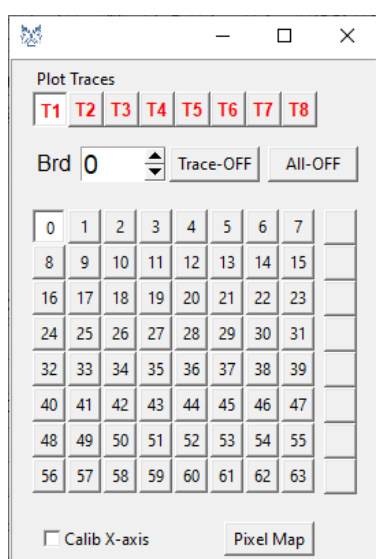 Plot Traces
T1 T2 T3 T4 T5 T6 T7 T8
Brd 0 Trace-OFF All-OFF
0 1 2 3 4 5 6 7
8 9 10 11 12 13 14 15
16 17 18 19 20 21 22 23
24 25 26 27 28 29 30 31
32 33 34 35 36 37 38 39
40 41 42 43 44 45 46 47
48 49 50 51 52 53 54 55
56 57 58 59 60 61 62 63
Calib X-axis Pixel Map